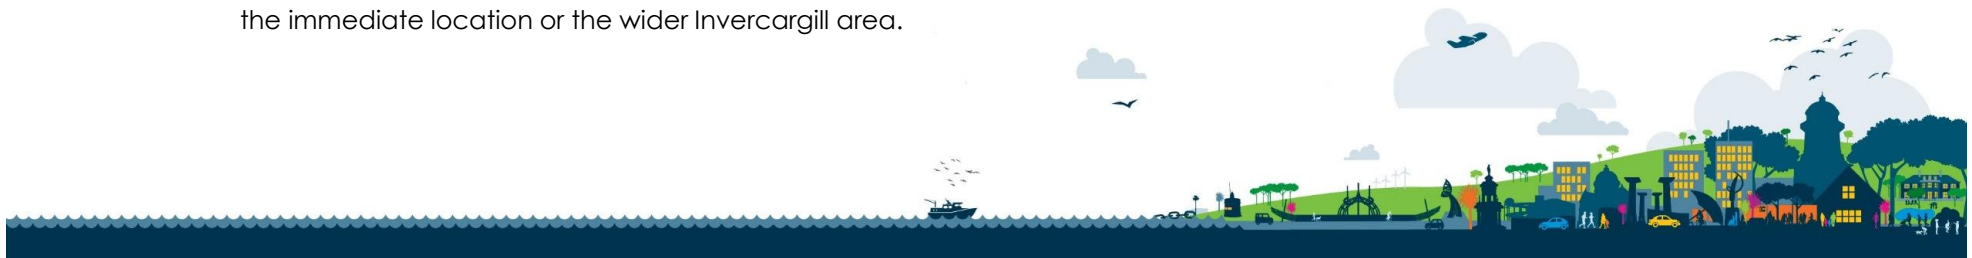 the immediate location or the wider Invercargill area.